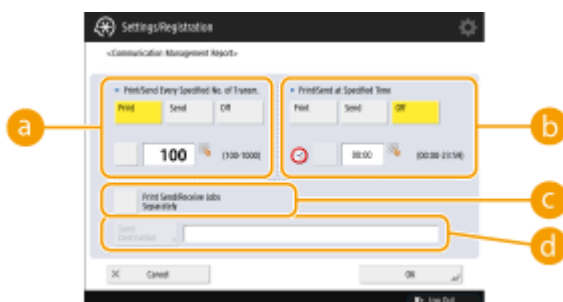 Settings/Registration
<Communication Management Report>
Print/Send Every Specified No. of Transm.
Print/Send at Specified Time
Print Send Off
Print Send Off
100 (100-1000)
00:00 (00:00-23:59)
Print Send/Receive Jobs
Separately
Send
Destination
Cancel
OK
Log Out
a
b
c
d